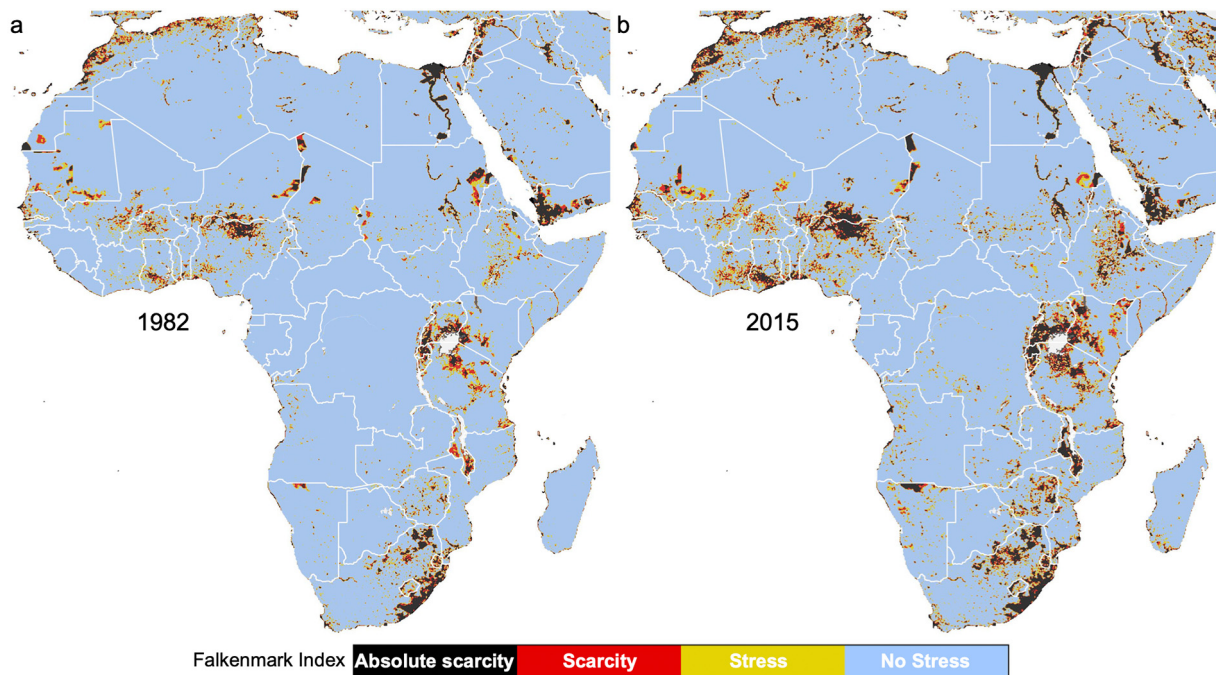 a
b
1982
2015
Falkenmark Index Absolute scarcity Scarcity Stress No Stress